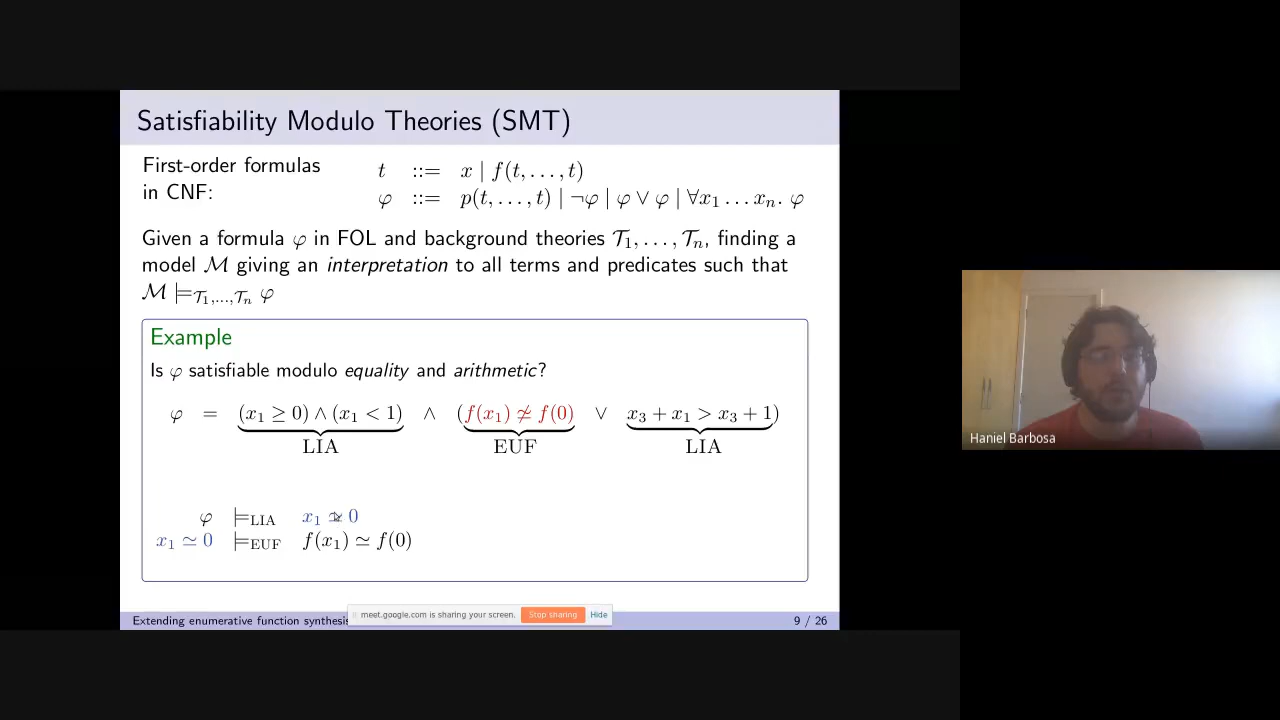 Satisfiability Modulo Theories (SMT)
First-order formulas
in CNF:
t ::= x | f(t, . . . , t)
φ ::= p(t, . . . , t) | ¬φ | φ ∨ φ | ∀x₁ . . . xₙ. φ
Given a formula φ in FOL and background theories 𝒯₁, . . . , 𝒯ₙ, finding a
model ℳ giving an interpretation to all terms and predicates such that
ℳ ⊨𝒯₁,...,𝒯ₙ φ
Example
Is φ satisfiable modulo equality and arithmetic?
φ = (x₁ ≥ 0) ∧ (x₁ < 1) ∧ (f(x₁) ≄ f(0) ∨ x₃ + x₁ > x₃ + 1)
LIA EUF LIA
φ ⊨LIA x₁ ≃ 0
x₁ ≃ 0 ⊨EUF f(x₁) ≃ f(0)
Extending enumerative function synthesis
meet.google.com is sharing your screen. Stop sharing Hide
9 / 26
Haniel Barbosa